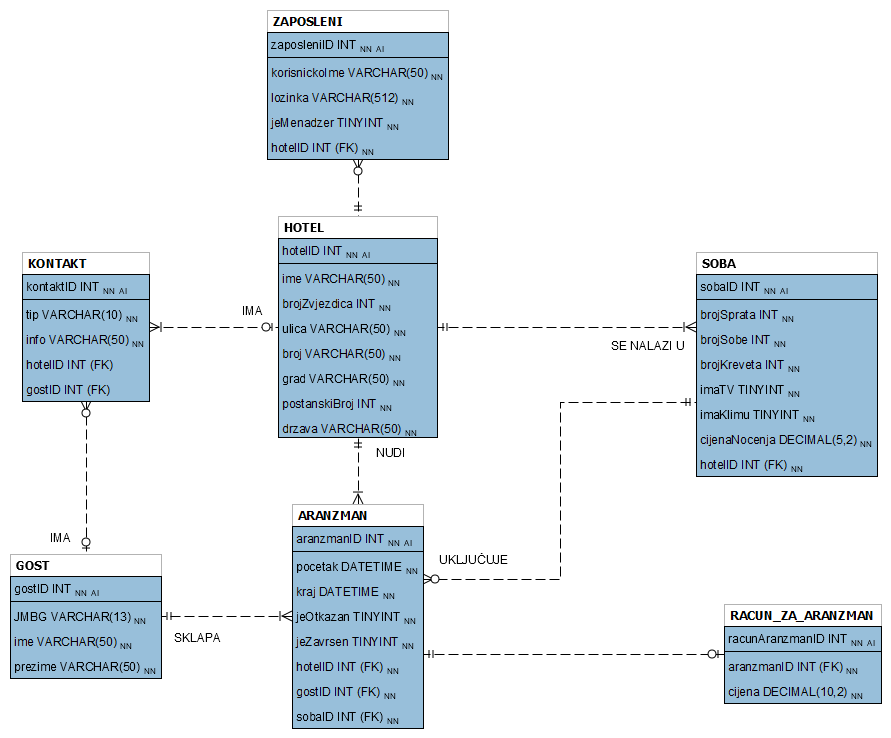 ZAPOSLENI
zaposleniID INT NN AI
korisnickoIme VARCHAR(50) NN
lozinka VARCHAR(512) NN
jeMenadzer TINYINT NN
hotelID INT (FK) NN
HOTEL
hotelID INT NN AI
ime VARCHAR(50) NN
brojZvjezdica INT NN
ulica VARCHAR(50) NN
broj VARCHAR(50) NN
grad VARCHAR(50) NN
postanskiBroj INT NN
drzava VARCHAR(50) NN
KONTAKT
kontaktID INT NN AI
tip VARCHAR(10) NN
info VARCHAR(50) NN
hotelID INT (FK)
gostID INT (FK)
IMA
SOBA
sobaID INT NN AI
brojSprata INT NN
brojSobe INT NN
brojKreveta INT NN
imaTV TINYINT NN
imaKlimu TINYINT NN
cijenaNocenja DECIMAL(5,2) NN
hotelID INT (FK) NN
SE NALAZI U
NUDI
IMA
GOST
gostID INT NN AI
JMBG VARCHAR(13) NN
ime VARCHAR(50) NN
prezime VARCHAR(50) NN
SKLAPA
ARANZMAN
aranzmanID INT NN AI
pocetak DATETIME NN
kraj DATETIME NN
jeOtkazan TINYINT NN
jeZavrsen TINYINT NN
hotelID INT (FK) NN
gostID INT (FK) NN
sobaID INT (FK) NN
UKLJUČUJE
RACUN_ZA_ARANZMAN
racunAranzmanID INT NN AI
aranzmanID INT (FK) NN
cijena DECIMAL(10,2) NN